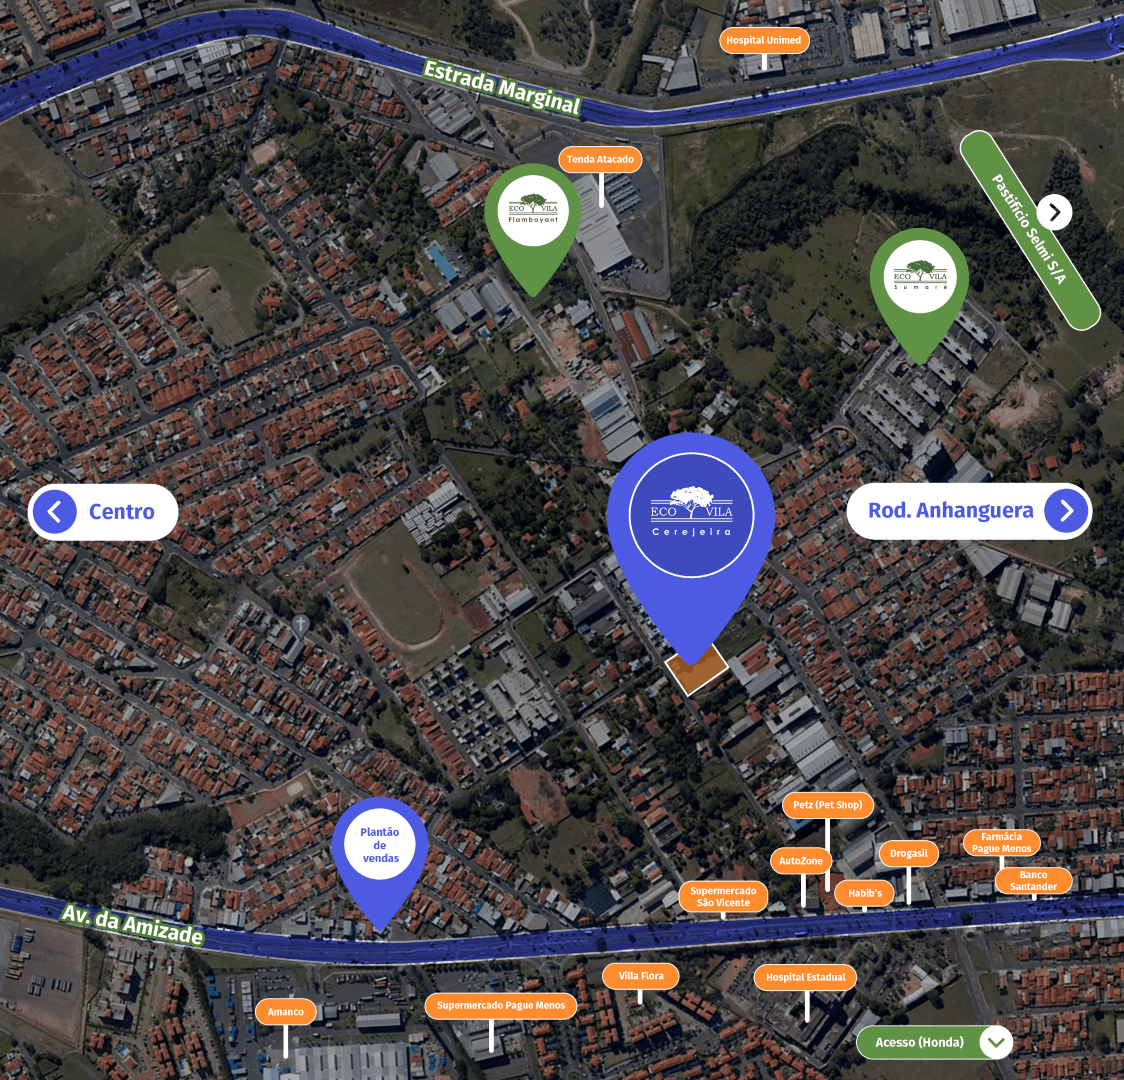 Hospital Unimed
Estrada Marginal
Tenda Atacado
ECO VILA
Flamboyant
Pastifício Selmi S/A
ECO VILA
Sumaré
Centro
ECO VILA
Cerejeira
Rod. Anhanguera
Plantão
de
vendas
Petz (Pet Shop)
Farmácia
Pague Menos
AutoZone
Drogasil
Banco
Santander
Supermercado
São Vicente
Habib's
Av. da Amizade
Villa Flora
Hospital Estadual
Amanco
Supermercado Pague Menos
Acesso (Honda)